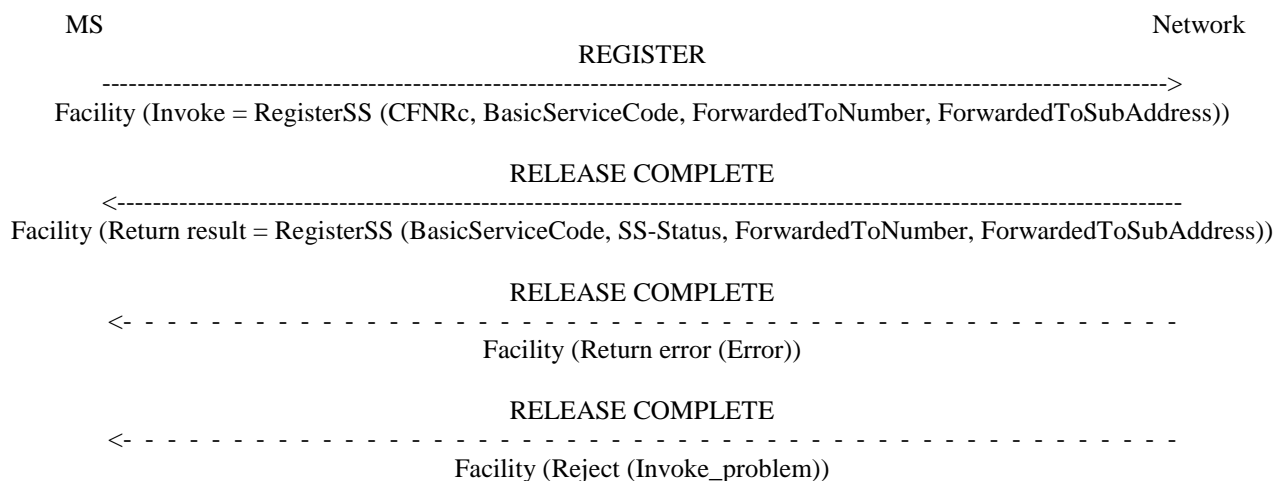 MS Network
REGISTER
------------------------------------------------------------------------------------------------------------------------>
Facility (Invoke = RegisterSS (CFNRc, BasicServiceCode, ForwardedToNumber, ForwardedToSubAddress))
RELEASE COMPLETE
<------------------------------------------------------------------------------------------------------------------------
Facility (Return result = RegisterSS (BasicServiceCode, SS-Status, ForwardedToNumber, ForwardedToSubAddress))
RELEASE COMPLETE
<- - - - - - - - - - - - - - - - - - - - - - - - - - - - - - - - - - - - - - - - - - - - - - - -
Facility (Return error (Error))
RELEASE COMPLETE
<- - - - - - - - - - - - - - - - - - - - - - - - - - - - - - - - - - - - - - - - - - - - - - - -
Facility (Reject (Invoke_problem))